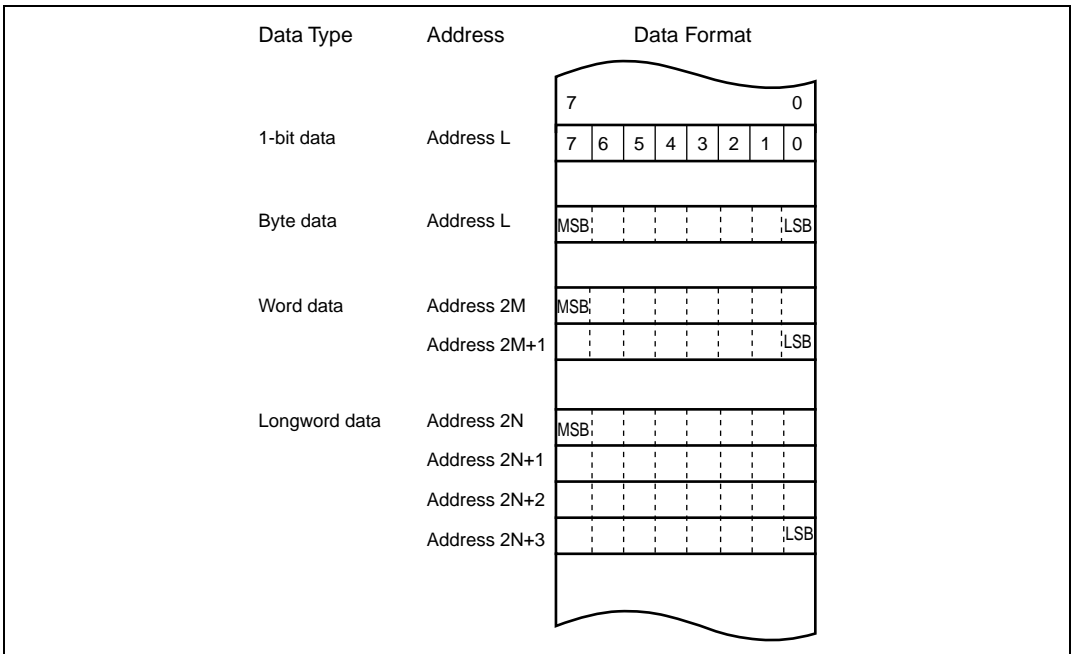 Data Type Address Data Format
7 0
1-bit data Address L 7 6 5 4 3 2 1 0
Byte data Address L MSB LSB
Word data Address 2M MSB
Address 2M+1 LSB
Longword data Address 2N MSB
Address 2N+1
Address 2N+2
Address 2N+3 LSB